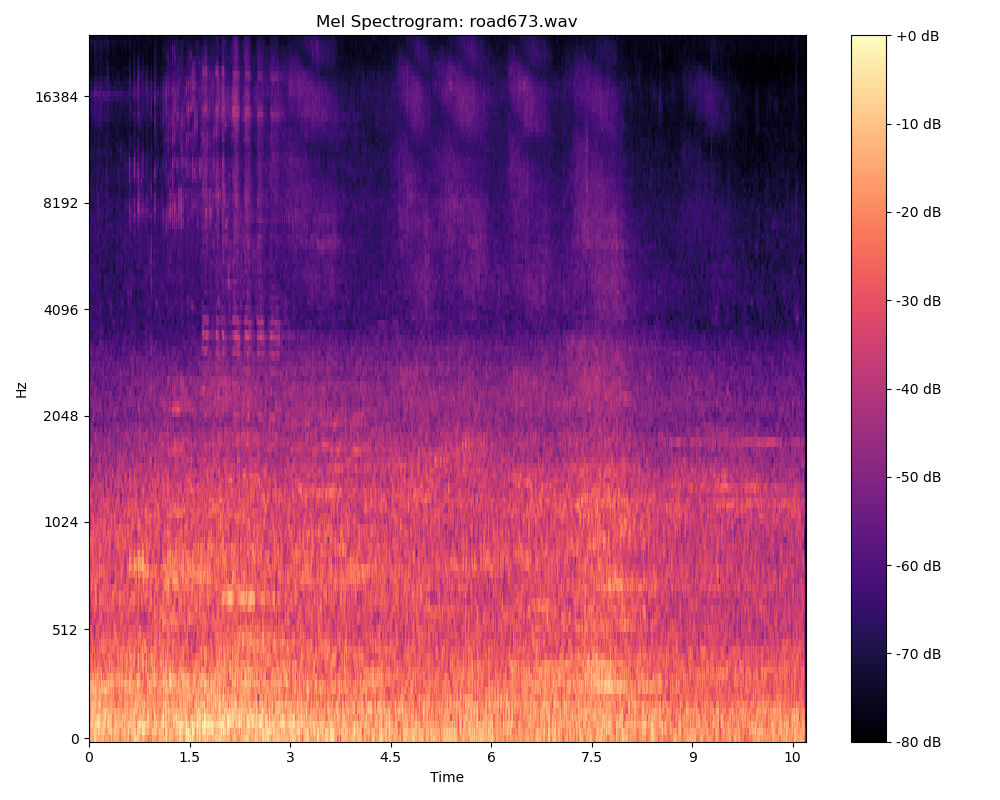 Mel Spectrogram: road673.wav
Hz
16384
8192
4096
2048
1024
512
0
0 1.5 3 4.5 6 7.5 9 10
Time
+0 dB
-10 dB
-20 dB
-30 dB
-40 dB
-50 dB
-60 dB
-70 dB
-80 dB